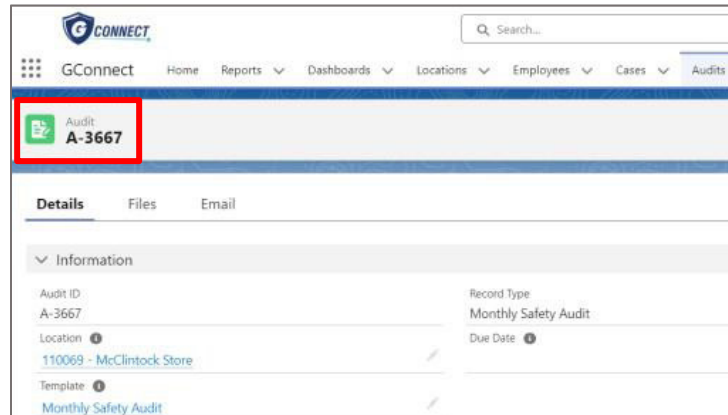 GCONNECT
Search...
GConnect Home Reports Dashboards Locations Employees Cases Audits
Audit
A-3667
Details Files Email
Information
Audit ID
A-3667
Record Type
Monthly Safety Audit
Location
110069 - McClintock Store
Due Date
Template
Monthly Safety Audit